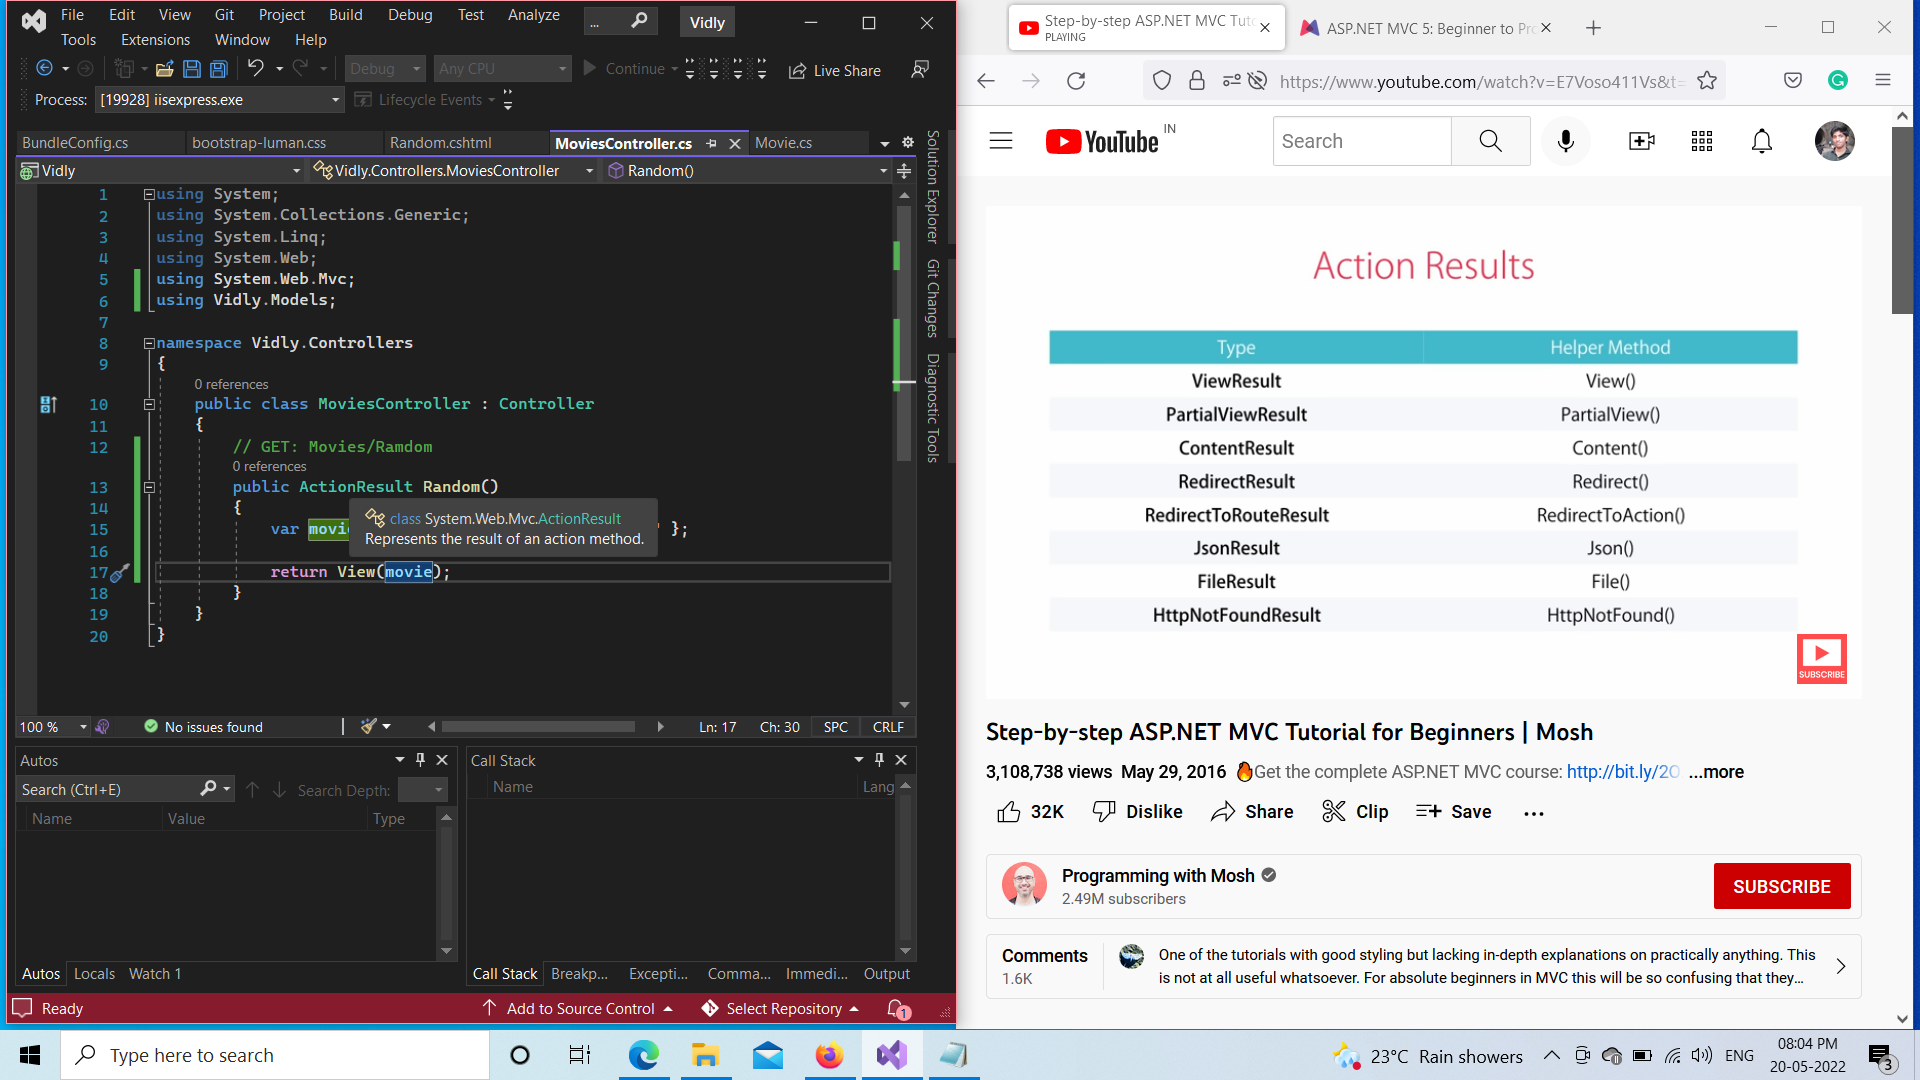 File Edit View Git Project Build Debug Test Analyze ... Vidly
Tools Extensions Window Help
Debug Any CPU Continue Live Share
Process: [19928] iisexpress.exe Lifecycle Events
BundleConfig.cs bootstrap-luman.css Random.cshtml MoviesController.cs Movie.cs
Vidly Vidly.Controllers.MoviesController Random()
1 using System;
2 using System.Collections.Generic;
3 using System.Linq;
4 using System.Web;
5 using System.Web.Mvc;
6 using Vidly.Models;
7
8 namespace Vidly.Controllers
9 {
0 references
10 public class MoviesController : Controller
11 {
12 // GET: Movies/Ramdom
0 references
13 public ActionResult Random()
14 {
class System.Web.Mvc.ActionResult
15 var movie };
Represents the result of an action method.
16
17 return View(movie);
18 }
19 }
20 }
100 % No issues found Ln: 17 Ch: 30 SPC CRLF
Autos
Search (Ctrl+E) Search Depth:
Name Value Type
Autos Locals Watch 1
Call Stack
Name Lang
Call Stack Breakp... Excepti... Comma... Immedi... Output
Solution Explorer
Git Changes
Diagnostic Tools
Ready Add to Source Control Select Repository 1
Step-by-step ASP.NET MVC Tuto
PLAYING
ASP.NET MVC 5: Beginner to Pro
https://www.youtube.com/watch?v=E7Voso411Vs&t=
YouTube IN
Search
Action Results
Type Helper Method
ViewResult View()
PartialViewResult PartialView()
ContentResult Content()
RedirectResult Redirect()
RedirectToRouteResult RedirectToAction()
JsonResult Json()
FileResult File()
HttpNotFoundResult HttpNotFound()
SUBSCRIBE
Step-by-step ASP.NET MVC Tutorial for Beginners | Mosh
3,108,738 views May 29, 2016 🔥Get the complete ASP.NET MVC course: http://bit.ly/2O ...more
32K Dislike Share Clip Save ...
Programming with Mosh
2.49M subscribers
SUBSCRIBE
Comments
1.6K
One of the tutorials with good styling but lacking in-depth explanations on practically anything. This
is not at all useful whatsoever. For absolute beginners in MVC this will be so confusing that they...
Type here to search
23°C Rain showers ENG
08:04 PM
20-05-2022
3